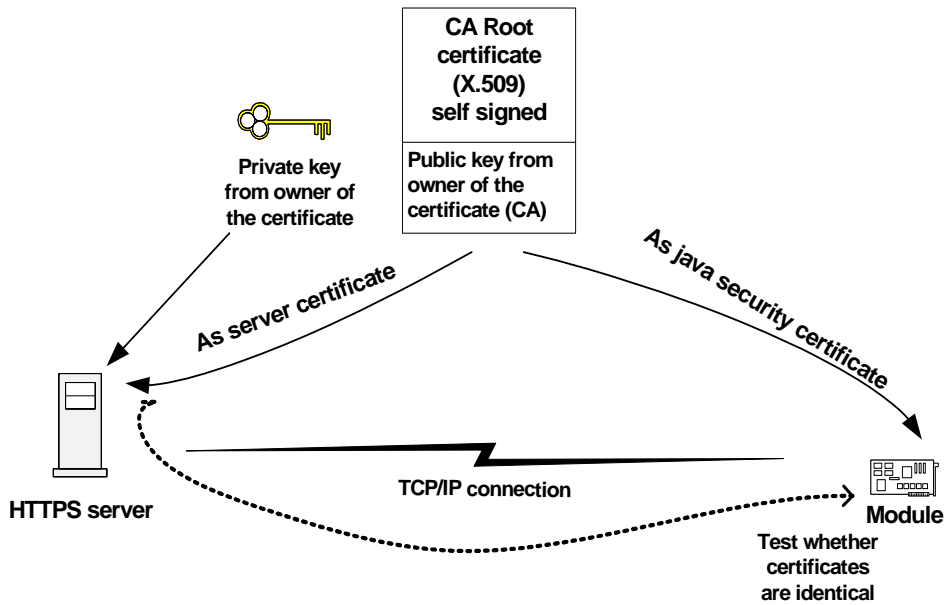 CA Root
certificate
(X.509)
self signed
Public key from
owner of the
certificate (CA)
Private key
from owner of
the certificate
As server certificate
As java security certificate
HTTPS server
TCP/IP connection
Module
Test whether
certificates
are identical